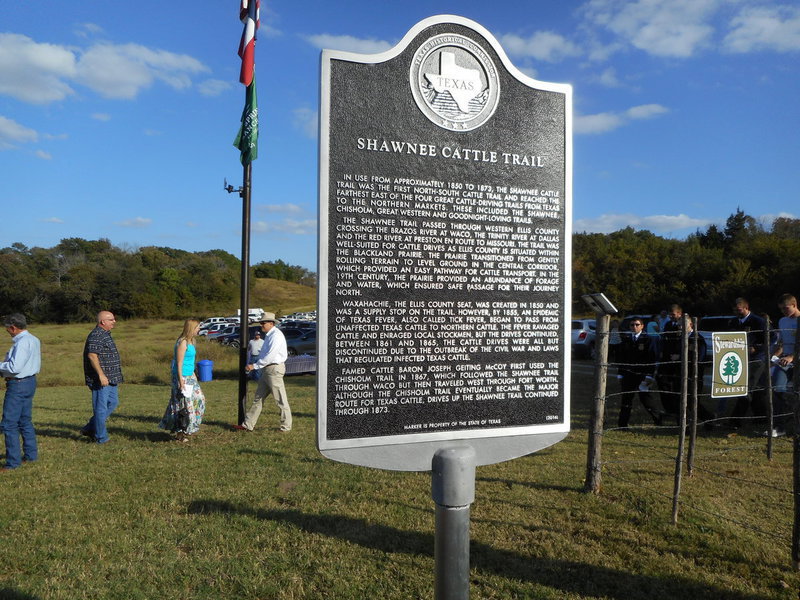 TEXAS HISTORICAL COMMISSION
TEXAS
SHAWNEE CATTLE TRAIL
IN USE FROM APPROXIMATELY 1850 TO 1873, THE SHAWNEE CATTLE
TRAIL WAS THE FIRST NORTH-SOUTH CATTLE TRAIL AND REACHED THE
FARTHEST EAST OF THE FOUR GREAT CATTLE-DRIVING TRAILS FROM TEXAS
TO THE NORTHERN MARKETS. THESE INCLUDED THE SHAWNEE,
CHISHOLM, GREAT WESTERN AND GOODNIGHT-LOVING TRAILS.
THE SHAWNEE TRAIL PASSED THROUGH WESTERN ELLIS COUNTY
CROSSING THE BRAZOS RIVER AT WACO, THE TRINITY RIVER AT DALLAS
AND THE RED RIVER AT PRESTON EN ROUTE TO MISSOURI. THE TRAIL WAS
WELL-SUITED FOR CATTLE DRIVES AS ELLIS COUNTY IS SITUATED WITHIN
THE BLACKLAND PRAIRIE. THE PRAIRIE TRANSITIONED FROM GENTLY
ROLLING TERRAIN TO LEVEL GROUND IN THE CENTRAL CORRIDOR,
WHICH PROVIDED AN EASY PATHWAY FOR CATTLE TRANSPORT. IN THE
19TH CENTURY, THE PRAIRIE PROVIDED AN ABUNDANCE OF FORAGE
AND WATER, WHICH ENSURED SAFE PASSAGE FOR THEIR JOURNEY
NORTH.
WAXAHACHIE, THE ELLIS COUNTY SEAT, WAS CREATED IN 1850 AND
WAS A SUPPLY STOP ON THE TRAIL. HOWEVER, BY 1855, AN EPIDEMIC
OF TEXAS FEVER, ALSO CALLED TICK FEVER, BEGAN TO PASS FROM
UNAFFECTED TEXAS CATTLE TO NORTHERN CATTLE. THE FEVER RAVAGED
CATTLE AND ENRAGED LOCAL STOCKMEN, BUT THE DRIVES CONTINUED.
BETWEEN 1861 AND 1865, THE CATTLE DRIVES WERE ALL BUT
DISCONTINUED DUE TO THE OUTBREAK OF THE CIVIL WAR AND LAWS
THAT REGULATED INFECTED TEXAS CATTLE.
FAMED CATTLE BARON JOSEPH GEITING McCOY FIRST USED THE
CHISHOLM TRAIL IN 1867, WHICH FOLLOWED THE SHAWNEE TRAIL
THROUGH WACO BUT THEN TRAVELED WEST THROUGH FORT WORTH.
ALTHOUGH THE CHISHOLM TRAIL EVENTUALLY BECAME THE MAJOR
ROUTE FOR TEXAS CATTLE, DRIVES UP THE SHAWNEE TRAIL CONTINUED
THROUGH 1873.
(2014)
MARKER IS PROPERTY OF THE STATE OF TEXAS
Stewardship
FOREST